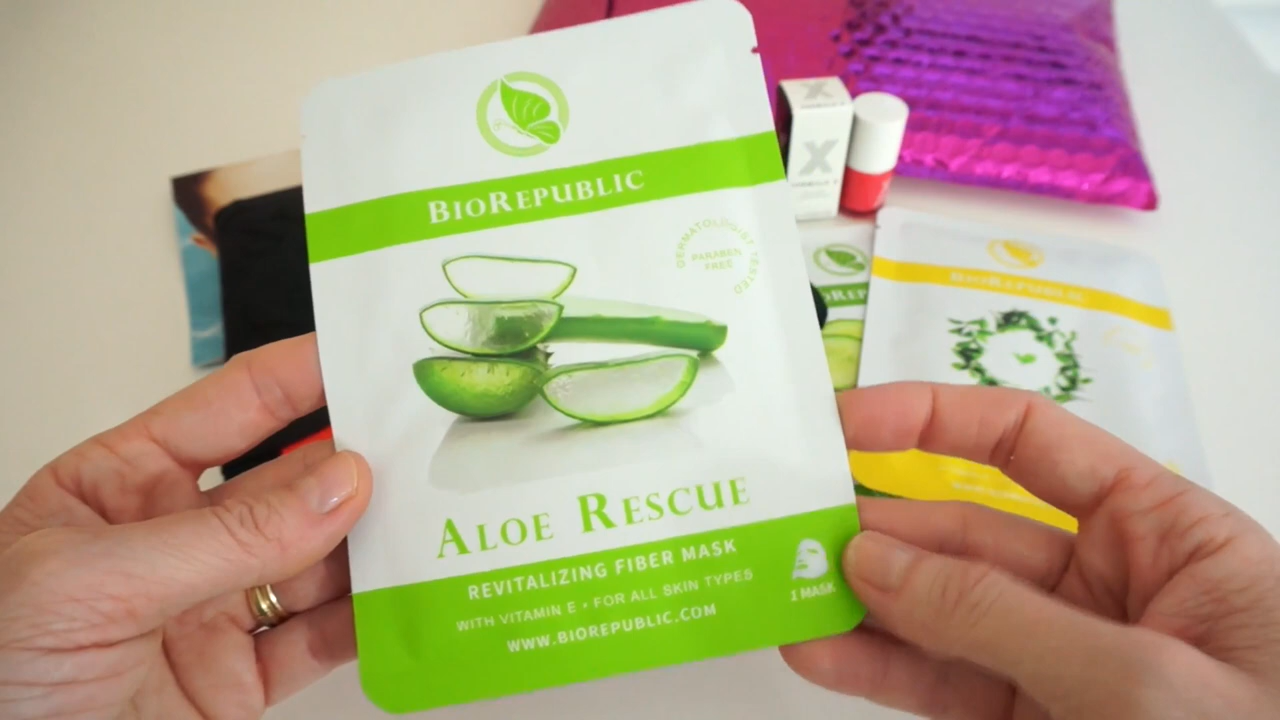 BIOREPUBLIC
DERMATOLOGIST TESTED
PARABEN
FREE
ALOE RESCUE
REVITALIZING FIBER MASK
WITH VITAMIN E • FOR ALL SKIN TYPES
WWW.BIOREPUBLIC.COM
1 MASK
X
X
BIOREPUBLIC